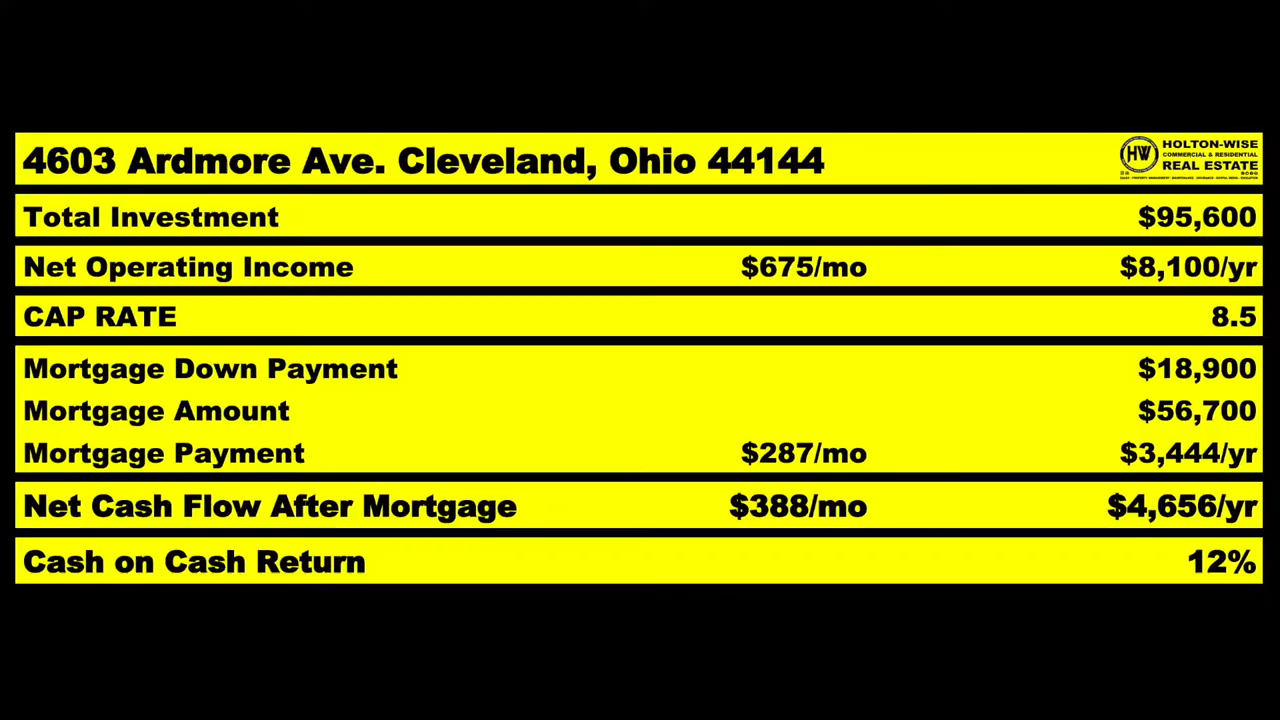 4603 Ardmore Ave. Cleveland, Ohio 44144
HW
HOLTON-WISE
COMMERCIAL & RESIDENTIAL
REAL ESTATE
Total Investment $95,600
Net Operating Income $675/mo $8,100/yr
CAP RATE 8.5
Mortgage Down Payment $18,900
Mortgage Amount $56,700
Mortgage Payment $287/mo $3,444/yr
Net Cash Flow After Mortgage $388/mo $4,656/yr
Cash on Cash Return 12%